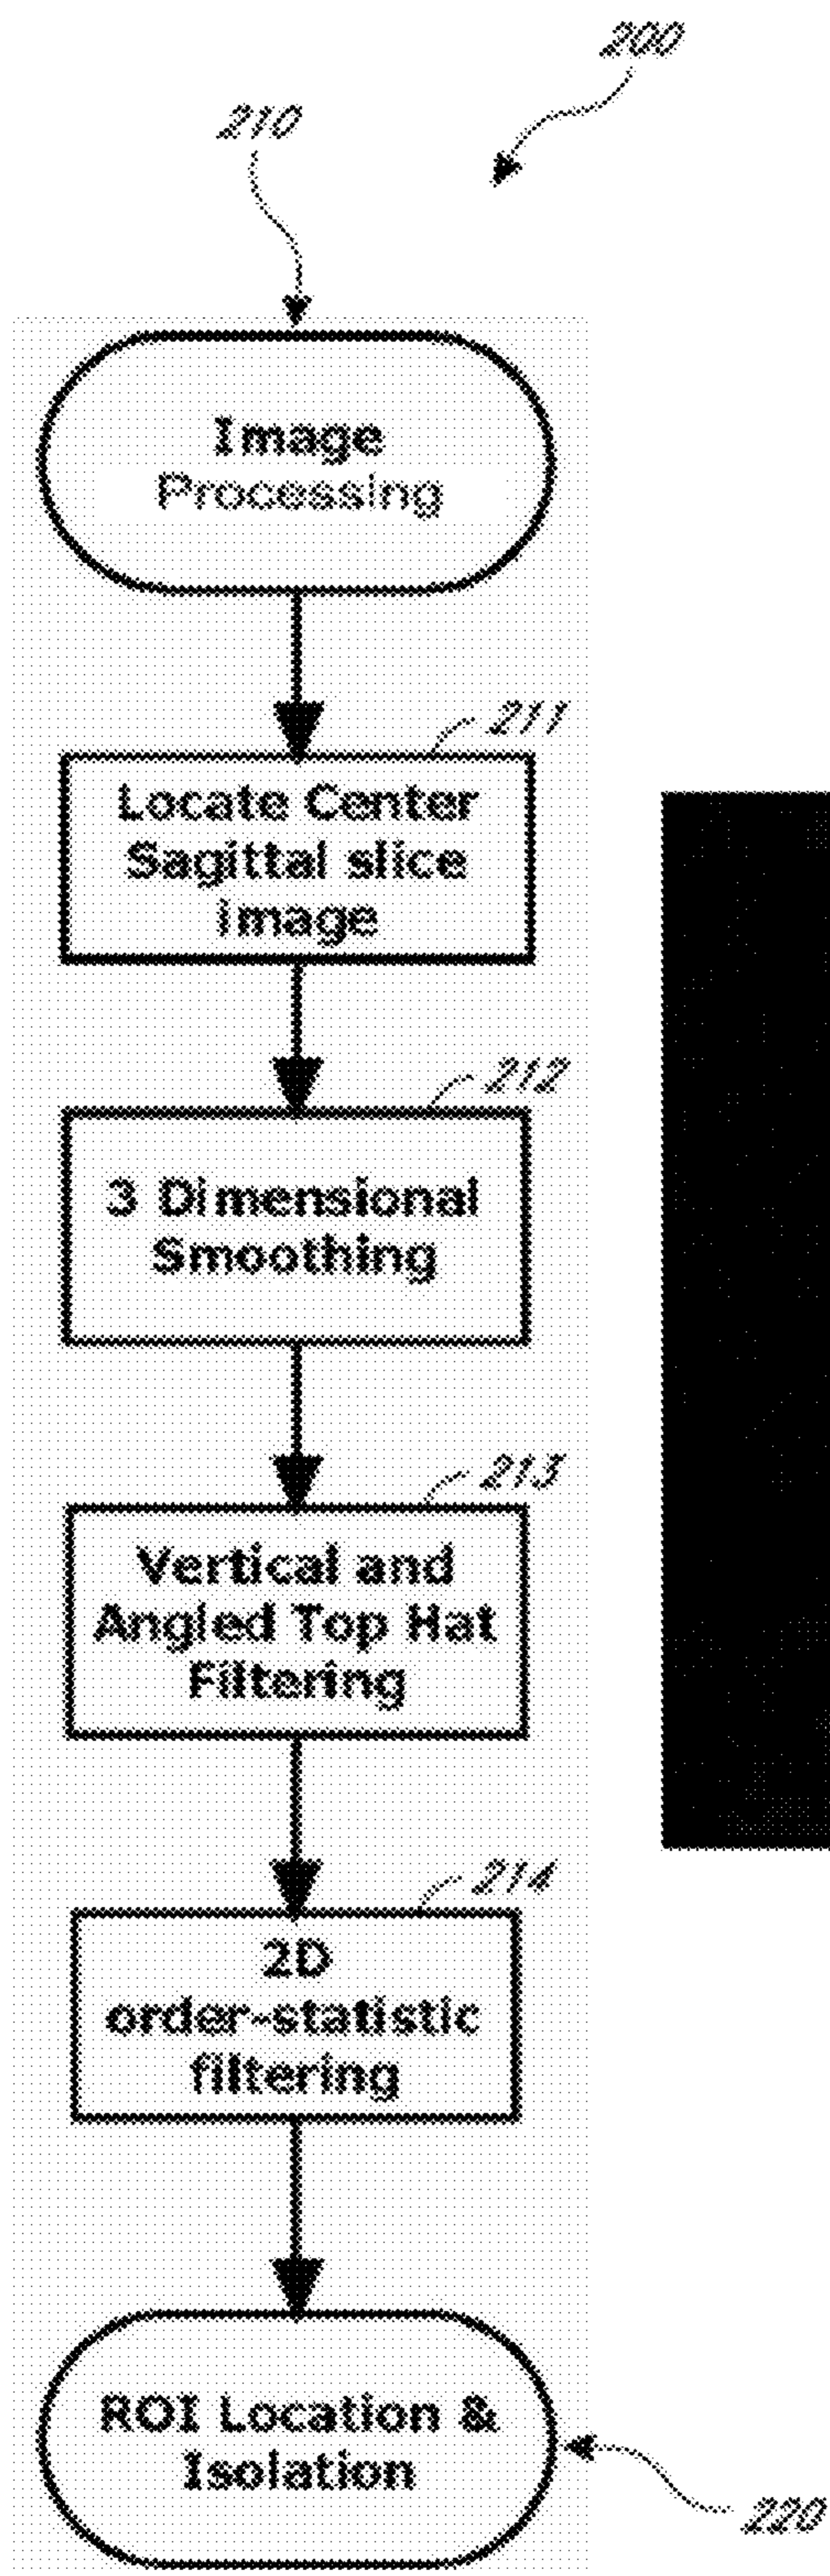 200
210
Image
Processing
211
Locate Center
Sagittal slice
image
212
3 Dimensional
Smoothing
213
Vertical and
Angled Top Hat
Filtering
214
2D
order-statistic
filtering
ROI Location &
Isolation
220